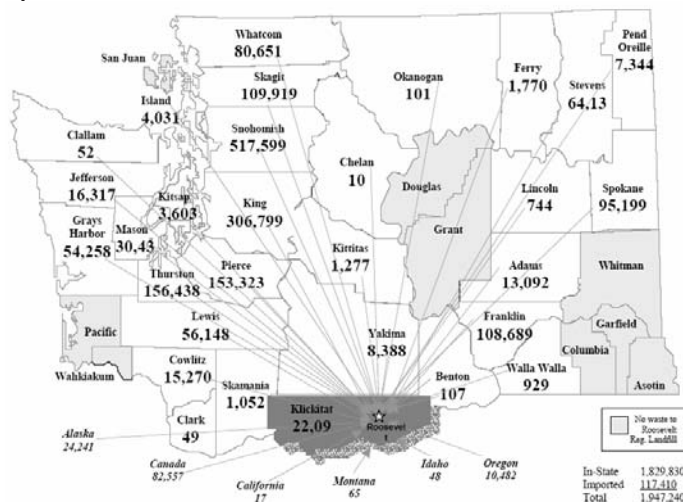 Whatcom
80,651
Pend
Oreille
7,344
San Juan
Skagit
109,919
Okanogan
101
Ferry
1,770
Stevens
64,13
Island
4,031
Snohomish
517,599
Clallam
52
Chelan
10
Douglas
Jefferson
16,317
Kitsap
3,603
King
306,799
Lincoln
744
Spokane
95,199
Grant
Grays
Harbor
54,258
Mason
30,43
Kittitas
1,277
Thurston
156,438
Pierce
153,323
Adams
13,092
Whitman
Lewis
56,148
Franklin
108,689
Garfield
Pacific
Yakima
8,388
Columbia
Cowlitz
15,270
Wahkiakum
Skamania
1,052
Benton
107
Walla Walla
929
Asotin
Klickitat
22,09
Roosevel
t
Clark
49
No waste to
Roosevelt
Reg. Landfill
Alaska
24,241
Canada
82,557
California
17
Montana
65
Idaho
48
Oregon
10,482
In-State 1,829,830
Imported 117,410
Total 1,947,240